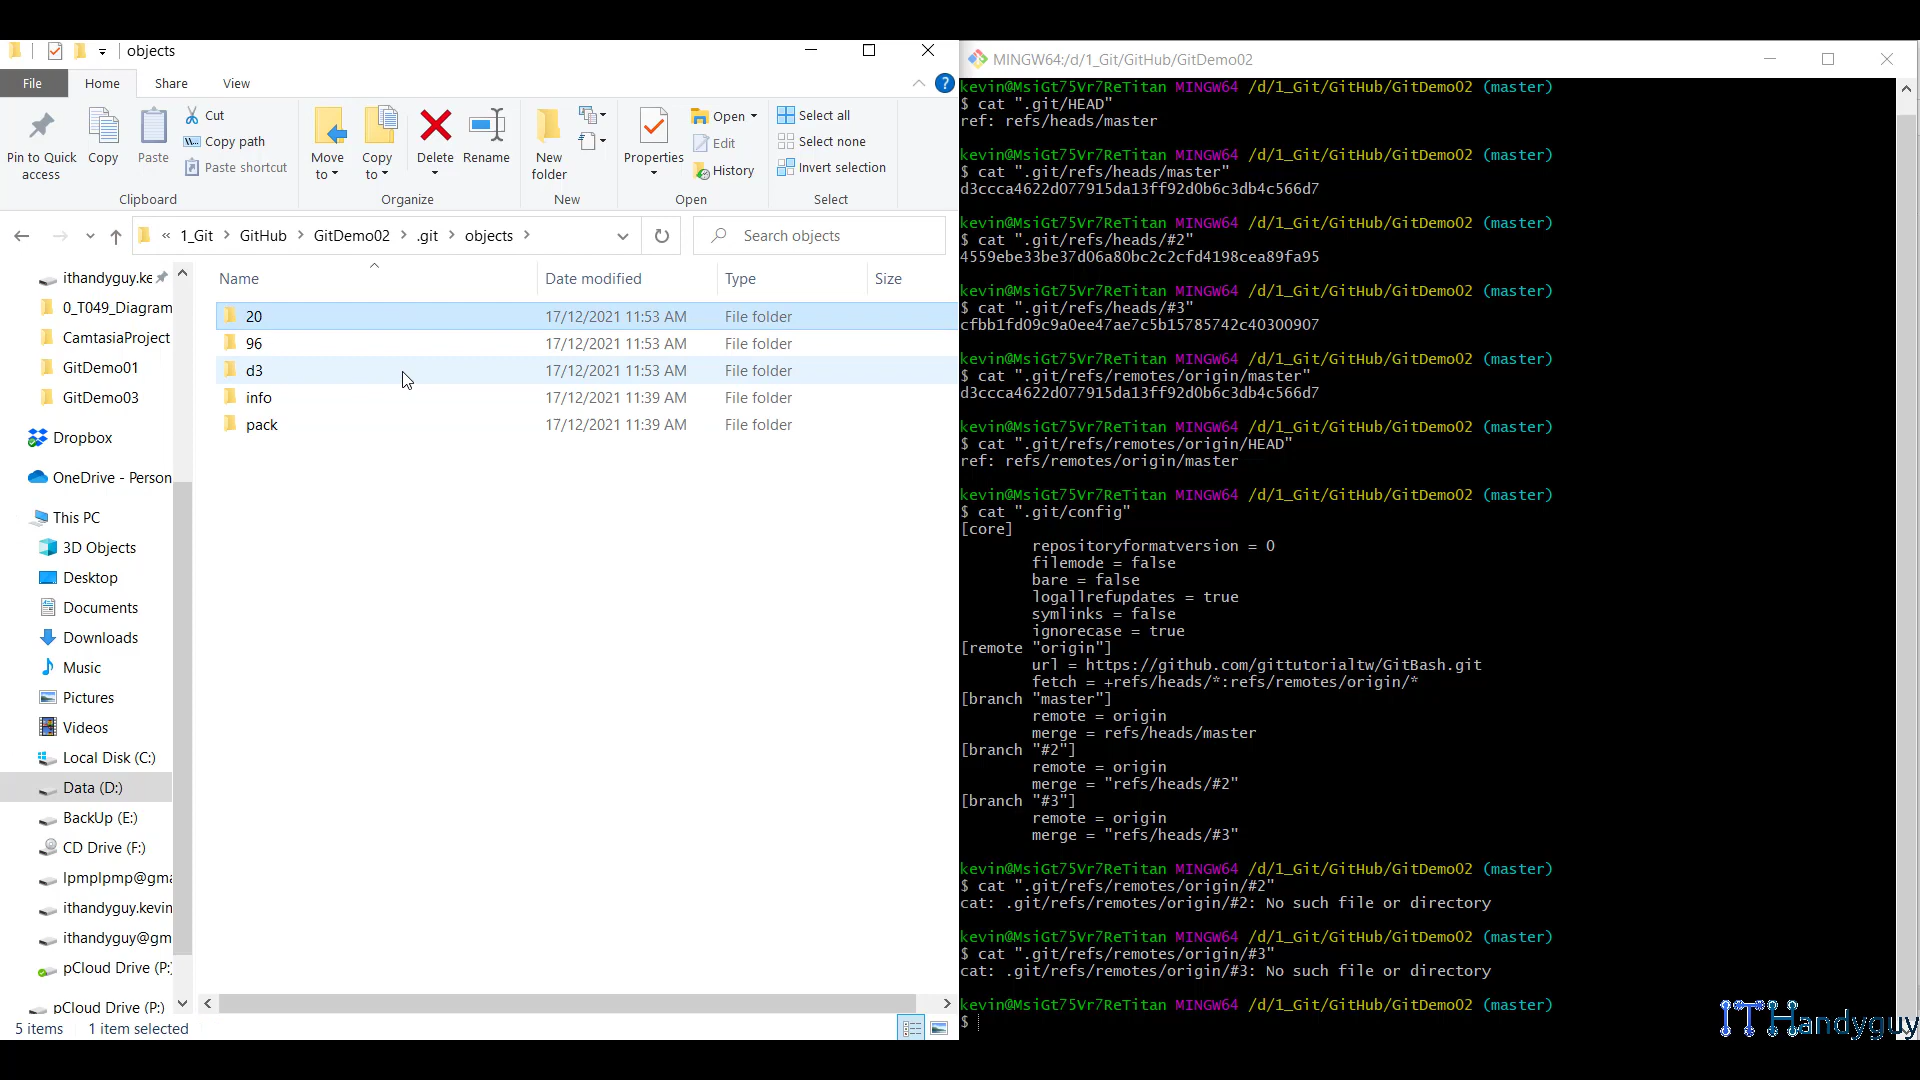 objects
File
Home
Share
View
Pin to Quick access
Copy
Paste
Cut
Copy path
Paste shortcut
Clipboard
Move to
Copy to
Delete
Rename
Organize
New folder
New
Properties
Open
Edit
History
Open
Select all
Select none
Invert selection
Select
« 1_Git > GitHub > GitDemo02 > .git > objects >
Search objects
Name Date modified Type Size
20 17/12/2021 11:53 AM File folder
96 17/12/2021 11:53 AM File folder
d3 17/12/2021 11:53 AM File folder
info 17/12/2021 11:39 AM File folder
pack 17/12/2021 11:39 AM File folder
ithandyguy.ke
0_T049_Diagram
CamtasiaProject
GitDemo01
GitDemo03
Dropbox
OneDrive - Person
This PC
3D Objects
Desktop
Documents
Downloads
Music
Pictures
Videos
Local Disk (C:)
Data (D:)
BackUp (E:)
CD Drive (F:)
lpmplpmp@gma
ithandyguy.kevin
ithandyguy@gm
pCloud Drive (P:)
pCloud Drive (P:)
5 items 1 item selected
MINGW64:/d/1_Git/GitHub/GitDemo02
kevin@MsiGt75Vr7ReTitan MINGW64 /d/1_Git/GitHub/GitDemo02 (master)
$ cat ".git/HEAD"
ref: refs/heads/master
kevin@MsiGt75Vr7ReTitan MINGW64 /d/1_Git/GitHub/GitDemo02 (master)
$ cat ".git/refs/heads/master"
d3ccca4622d077915da13ff92d0b6c3db4c566d7
kevin@MsiGt75Vr7ReTitan MINGW64 /d/1_Git/GitHub/GitDemo02 (master)
$ cat ".git/refs/heads/#2"
4559ebe33be37d06a80bc2c2cfd4198cea89fa95
kevin@MsiGt75Vr7ReTitan MINGW64 /d/1_Git/GitHub/GitDemo02 (master)
$ cat ".git/refs/heads/#3"
cfbb1fd09c9a0ee47ae7c5b15785742c40300907
kevin@MsiGt75Vr7ReTitan MINGW64 /d/1_Git/GitHub/GitDemo02 (master)
$ cat ".git/refs/remotes/origin/master"
d3ccca4622d077915da13ff92d0b6c3db4c566d7
kevin@MsiGt75Vr7ReTitan MINGW64 /d/1_Git/GitHub/GitDemo02 (master)
$ cat ".git/refs/remotes/origin/HEAD"
ref: refs/remotes/origin/master
kevin@MsiGt75Vr7ReTitan MINGW64 /d/1_Git/GitHub/GitDemo02 (master)
$ cat ".git/config"
[core]
repositoryformatversion = 0
filemode = false
bare = false
logallrefupdates = true
symlinks = false
ignorecase = true
[remote "origin"]
url = https://github.com/gittutorialtw/GitBash.git
fetch = +refs/heads/*:refs/remotes/origin/*
[branch "master"]
remote = origin
merge = refs/heads/master
[branch "#2"]
remote = origin
merge = "refs/heads/#2"
[branch "#3"]
remote = origin
merge = "refs/heads/#3"
kevin@MsiGt75Vr7ReTitan MINGW64 /d/1_Git/GitHub/GitDemo02 (master)
$ cat ".git/refs/remotes/origin/#2"
cat: .git/refs/remotes/origin/#2: No such file or directory
kevin@MsiGt75Vr7ReTitan MINGW64 /d/1_Git/GitHub/GitDemo02 (master)
$ cat ".git/refs/remotes/origin/#3"
cat: .git/refs/remotes/origin/#3: No such file or directory
kevin@MsiGt75Vr7ReTitan MINGW64 /d/1_Git/GitHub/GitDemo02 (master)
$
ITHandyguy